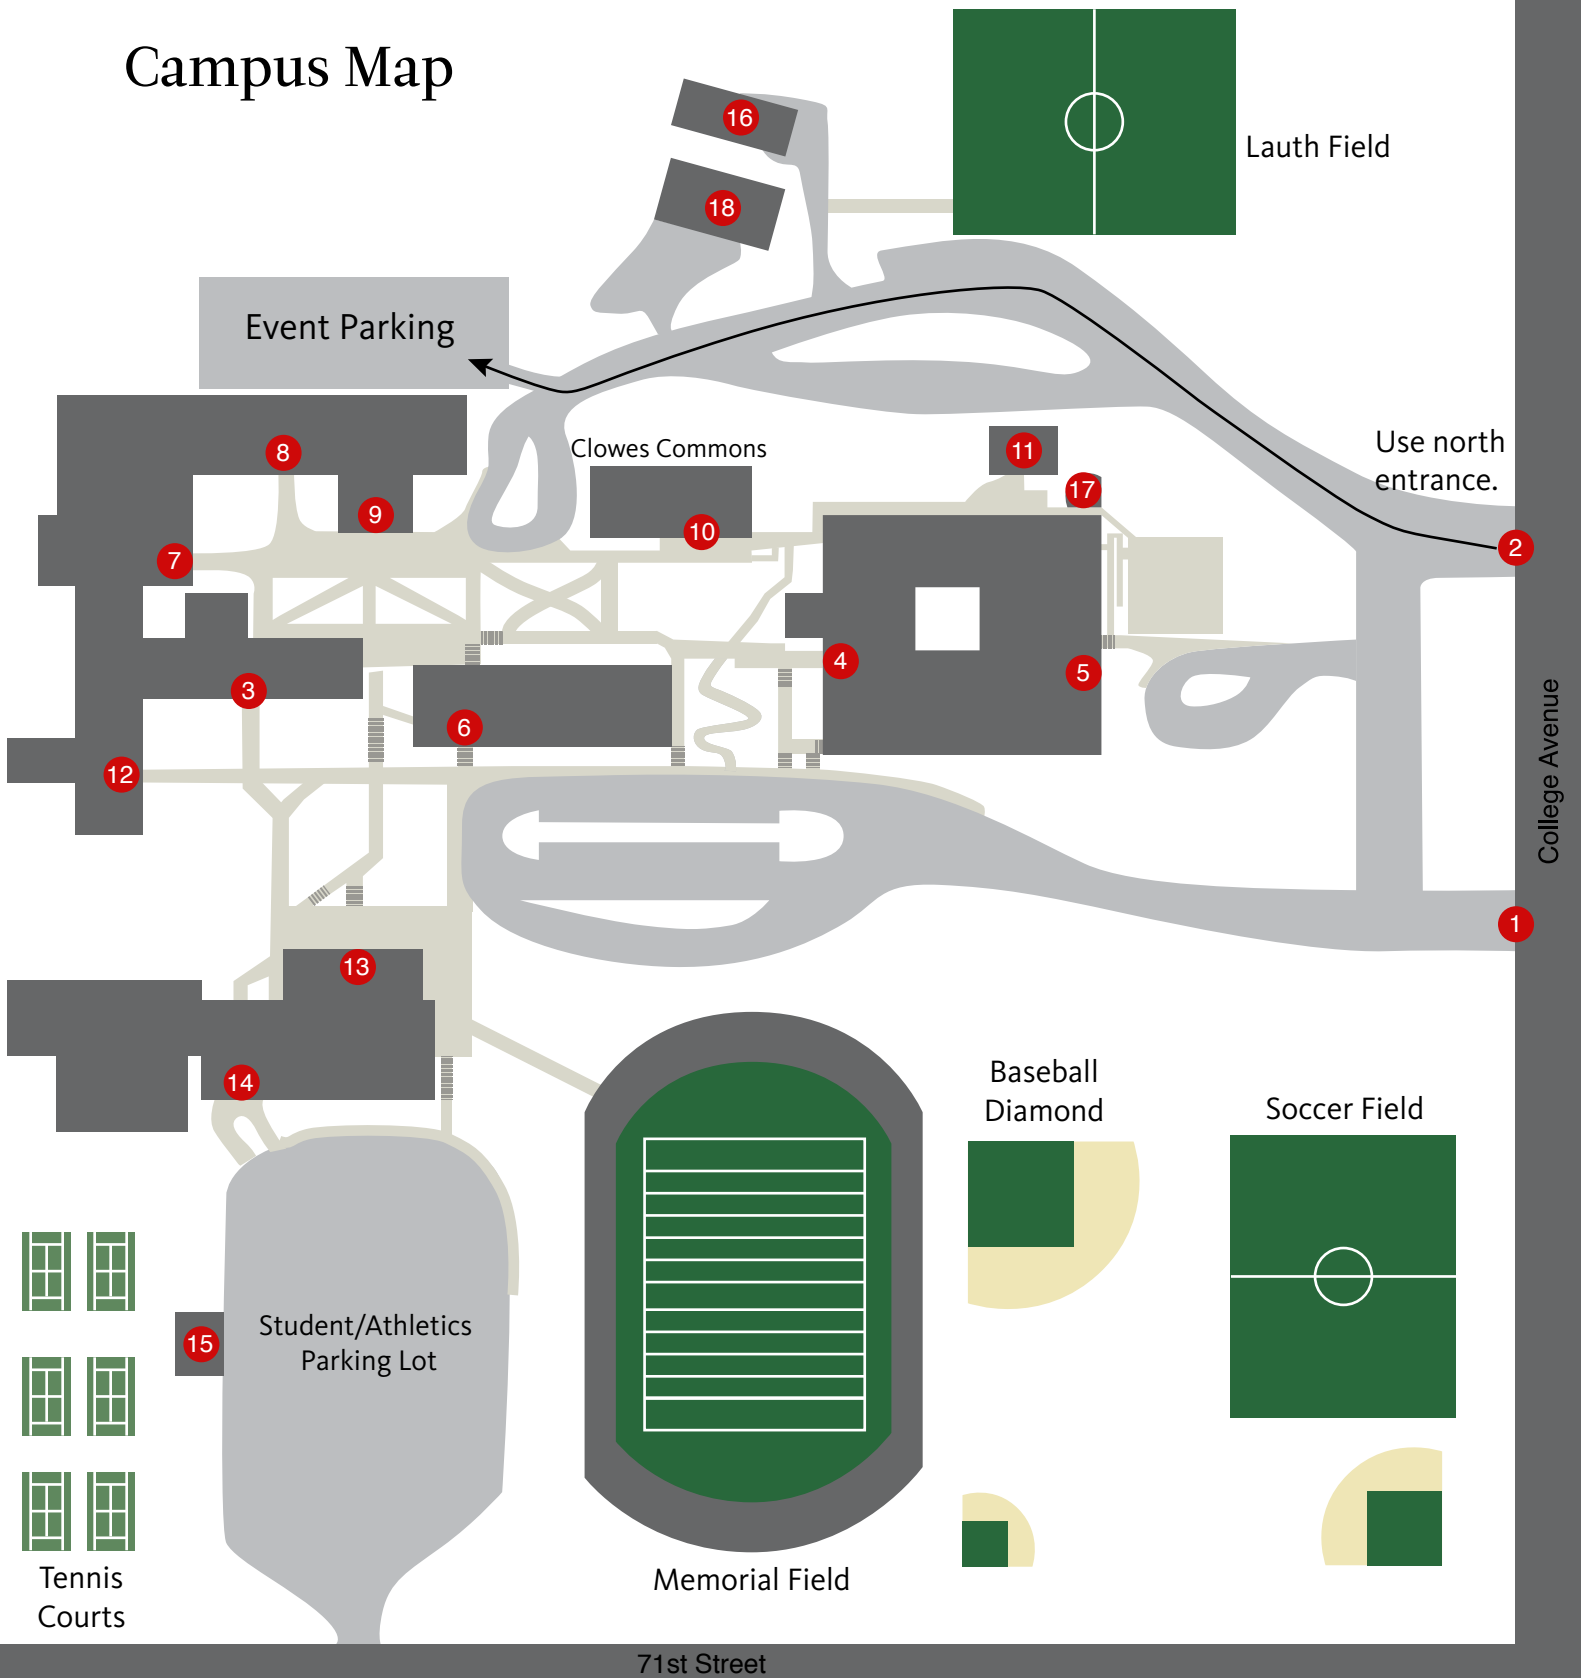 Campus Map
16
18
Lauth Field
Event Parking
8
9
7
Clowes Commons
10
11
17
Use north
entrance.
2
3
4
5
6
12
College Avenue
1
13
14
Baseball
Diamond
Soccer Field
15
Student/Athletics
Parking Lot
Tennis
Courts
Memorial Field
71st Street